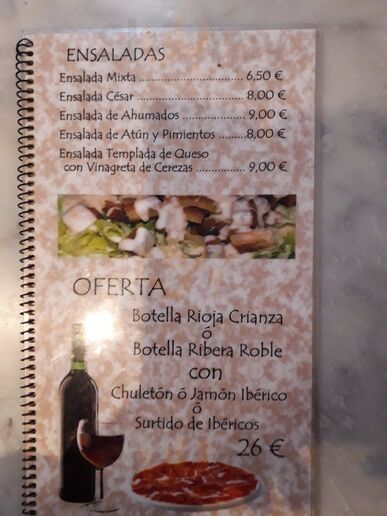 ENSALADAS
Ensalada Mixta ........................... 6,50 €
Ensalada César ........................... 8,00 €
Ensalada de Ahumados ............... 9,00 €
Ensalada de Atún y Pimientos ........8,00 €
Ensalada Templada de Queso
con Vinagreta de Cerezas .............. 9,00 €
OFERTA
Botella Rioja Crianza
ó
Botella Ribera Roble
con
Chuletón ó Jamón Ibérico
ó
Surtido de Ibéricos
26 €